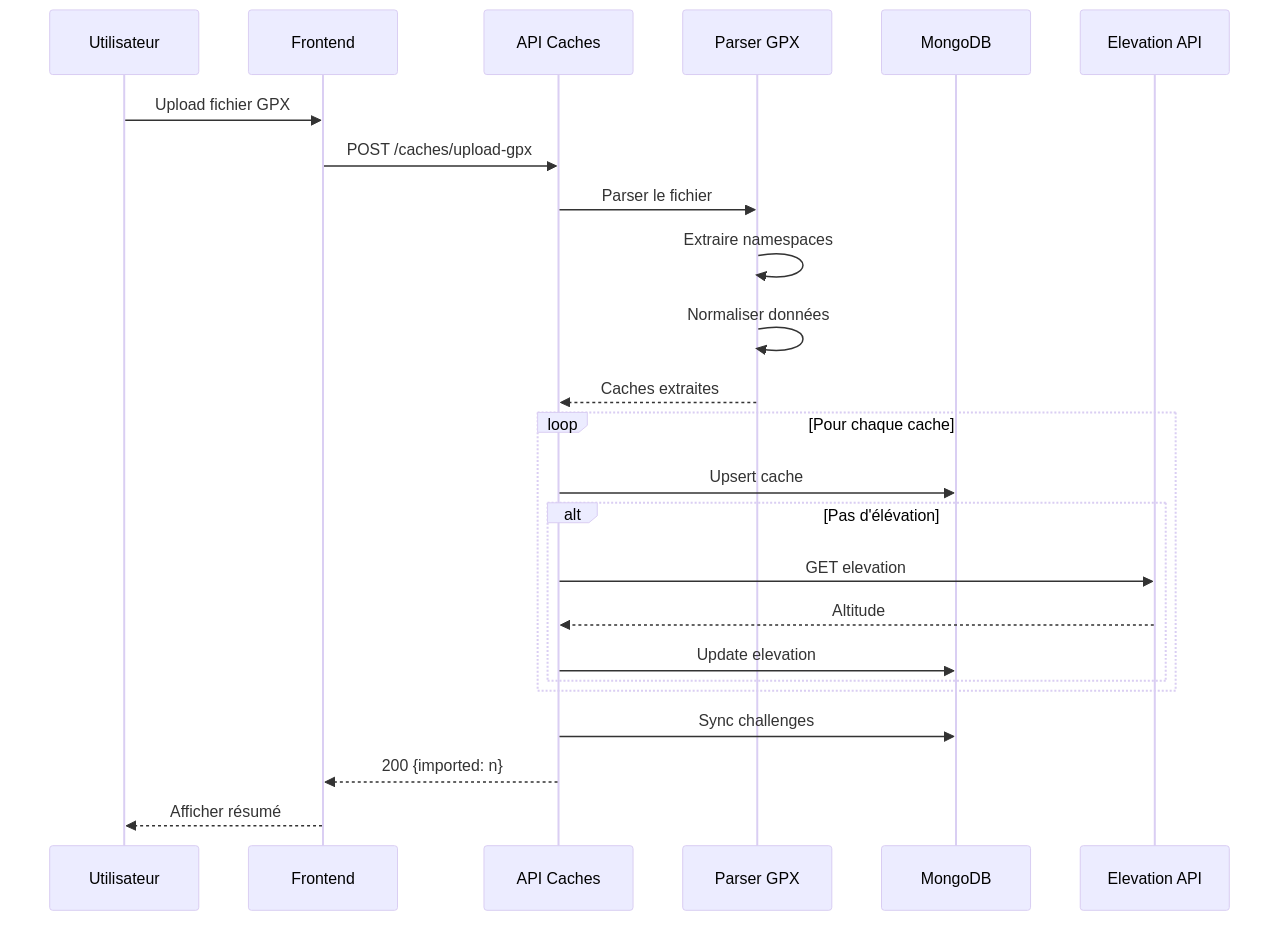 Utilisateur
Frontend
API Caches
Parser GPX
MongoDB
Elevation API
Upload fichier GPX
POST /caches/upload-gpx
Parser le fichier
Extraire namespaces
Normaliser données
Caches extraites
loop
[Pour chaque cache]
Upsert cache
alt
[Pas d'élévation]
GET elevation
Altitude
Update elevation
Sync challenges
200 {imported: n}
Afficher résumé
Utilisateur
Frontend
API Caches
Parser GPX
MongoDB
Elevation API